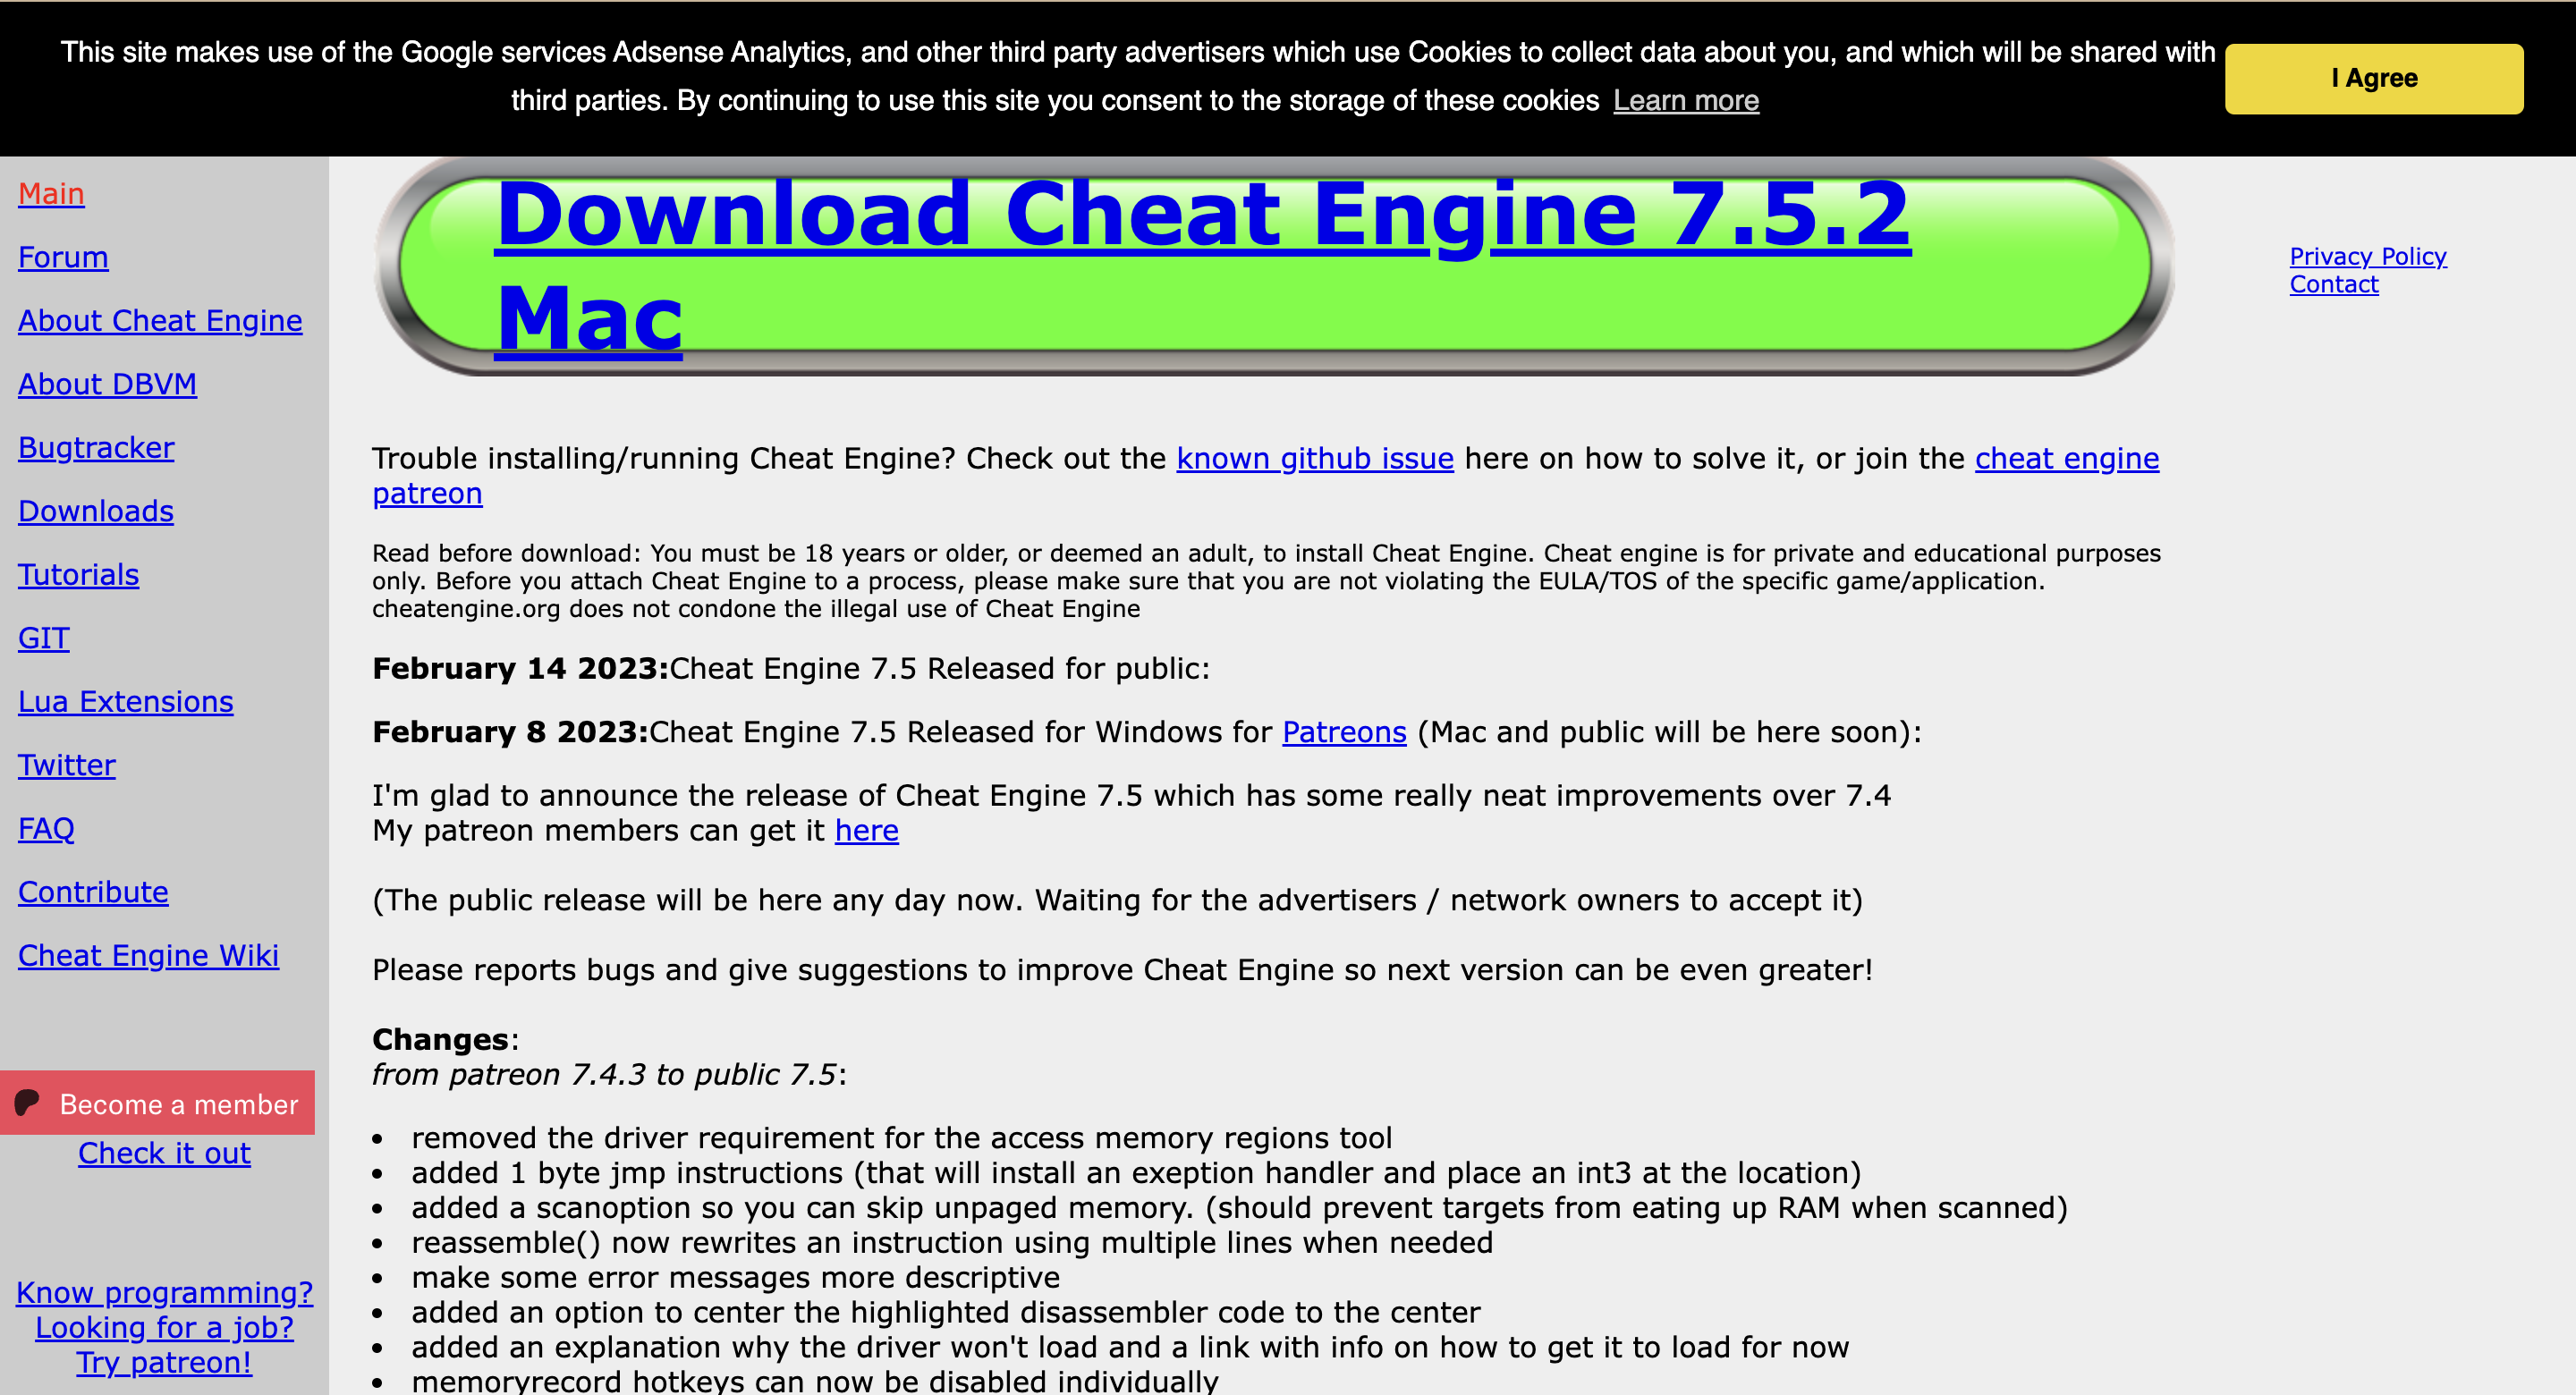 This site makes use of the Google services Adsense Analytics, and other third party advertisers which use Cookies to collect data about you, and which will be shared with
third parties. By continuing to use this site you consent to the storage of these cookies Learn more
I Agree
Main
Forum
About Cheat Engine
About DBVM
Bugtracker
Downloads
Tutorials
GIT
Lua Extensions
Twitter
FAQ
Contribute
Cheat Engine Wiki
Become a member
Check it out
Know programming?
Looking for a job?
Try patreon!
Download Cheat Engine 7.5.2
Mac
Trouble installing/running Cheat Engine? Check out the known github issue here on how to solve it, or join the cheat engine
patreon
Read before download: You must be 18 years or older, or deemed an adult, to install Cheat Engine. Cheat engine is for private and educational purposes
only. Before you attach Cheat Engine to a process, please make sure that you are not violating the EULA/TOS of the specific game/application.
cheatengine.org does not condone the illegal use of Cheat Engine
February 14 2023:Cheat Engine 7.5 Released for public:
February 8 2023:Cheat Engine 7.5 Released for Windows for Patreons (Mac and public will be here soon):
I'm glad to announce the release of Cheat Engine 7.5 which has some really neat improvements over 7.4
My patreon members can get it here
(The public release will be here any day now. Waiting for the advertisers / network owners to accept it)
Please reports bugs and give suggestions to improve Cheat Engine so next version can be even greater!
Changes:
from patreon 7.4.3 to public 7.5:
• removed the driver requirement for the access memory regions tool
• added 1 byte jmp instructions (that will install an exeption handler and place an int3 at the location)
• added a scanoption so you can skip unpaged memory. (should prevent targets from eating up RAM when scanned)
• reassemble() now rewrites an instruction using multiple lines when needed
• make some error messages more descriptive
• added an option to center the highlighted disassembler code to the center
• added an explanation why the driver won't load and a link with info on how to get it to load for now
• memoryrecord hotkeys can now be disabled individually
Privacy Policy
Contact